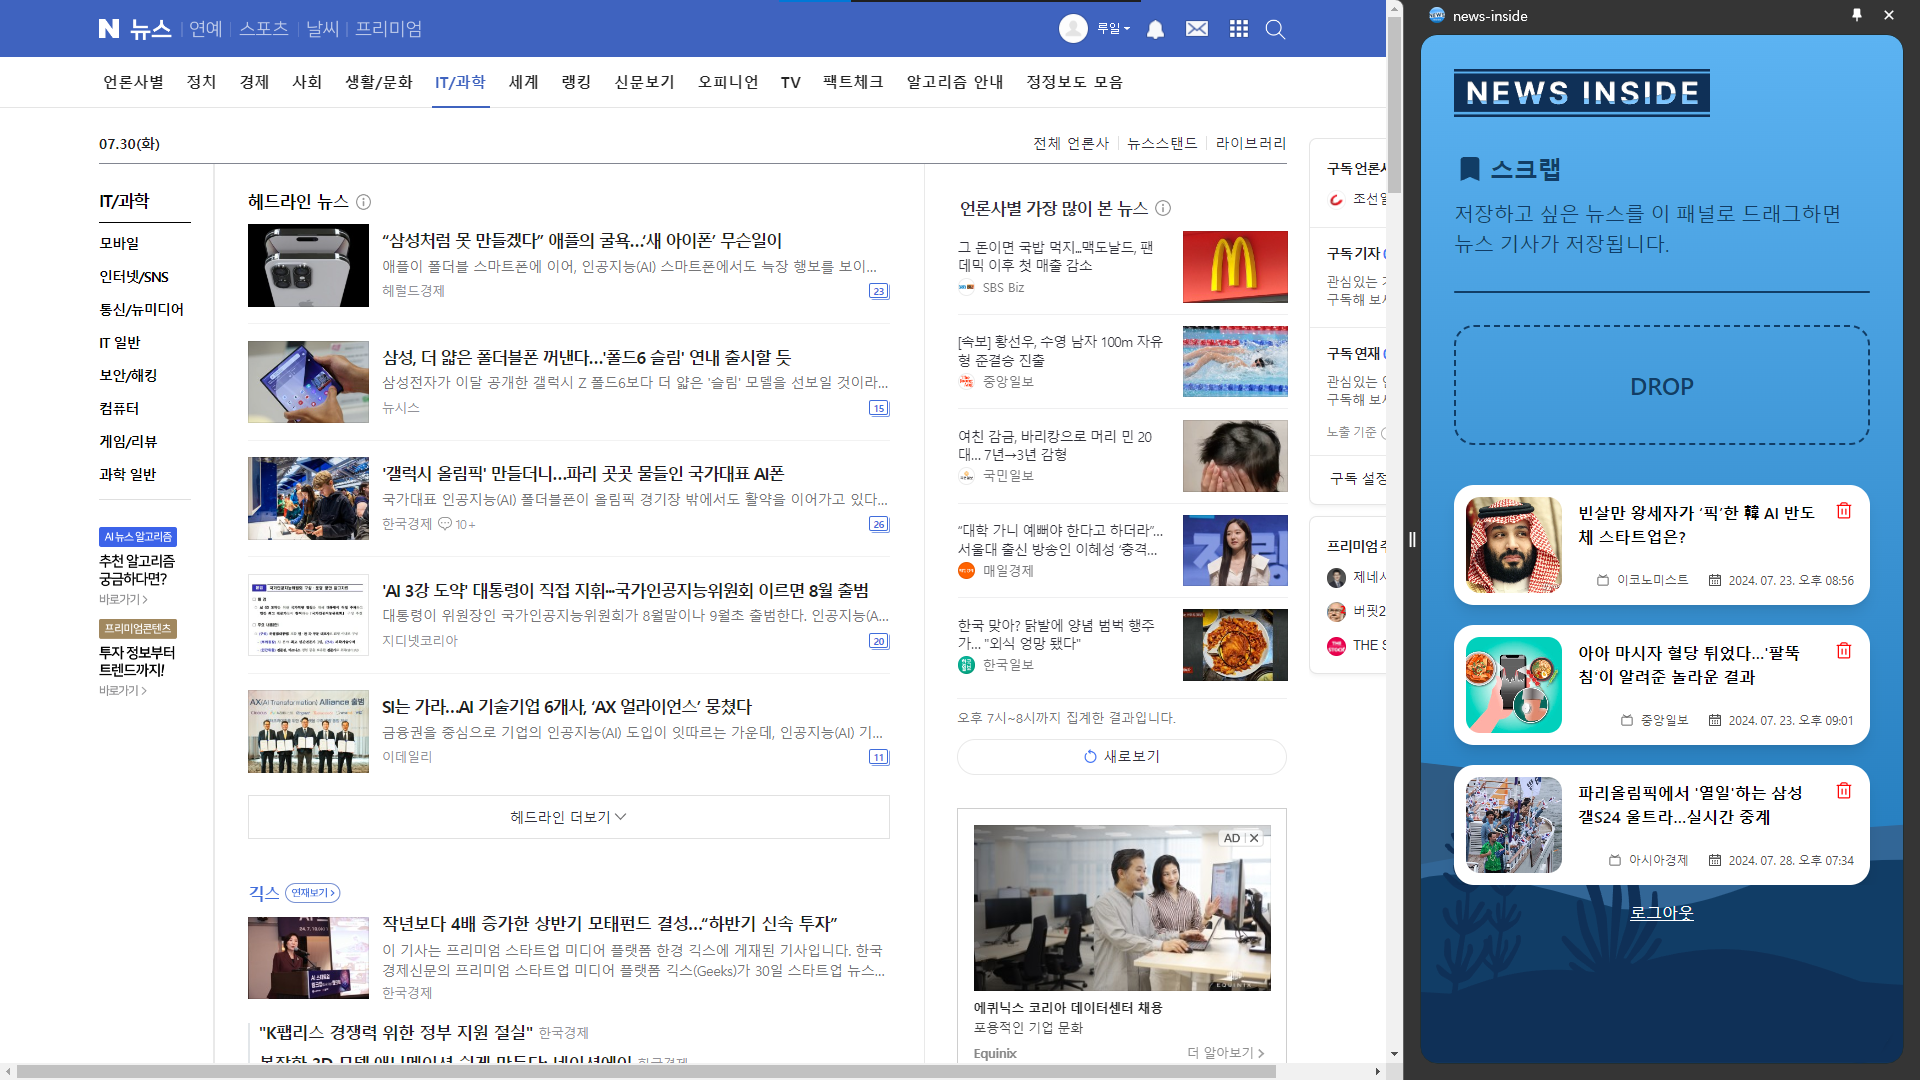 N 뉴스 연예 스포츠 날씨 프리미엄
루일
언론사별 정치 경제 사회 생활/문화 IT/과학 세계 랭킹 신문보기 오피니언 TV 팩트체크 알고리즘 안내 정정보도 모음
07.30(화)
전체 언론사 뉴스스탠드 라이브러리
IT/과학
모바일
인터넷/SNS
통신/뉴미디어
IT 일반
보안/해킹
컴퓨터
게임/리뷰
과학 일반
AI 뉴스 알고리즘
추천 알고리즘
궁금하다면?
바로가기
프리미엄콘텐츠
투자 정보부터
트렌드까지!
바로가기
헤드라인 뉴스
“삼성처럼 못 만들겠다” 애플의 굴욕…‘새 아이폰’ 무슨일이
애플이 폴더블 스마트폰에 이어, 인공지능(AI) 스마트폰에서도 늑장 행보를 보이...
헤럴드경제
23
삼성, 더 얇은 폴더블폰 꺼낸다…'폴드6 슬림' 연내 출시할 듯
삼성전자가 이달 공개한 갤럭시 Z 폴드6보다 더 얇은 '슬림' 모델을 선보일 것이라...
뉴시스
15
'갤럭시 올림픽' 만들더니…파리 곳곳 물들인 국가대표 AI폰
국가대표 인공지능(AI) 폴더블폰이 올림픽 경기장 밖에서도 활약을 이어가고 있다...
한국경제 10+
26
'AI 3강 도약' 대통령이 직접 지휘···국가인공지능위원회 이르면 8월 출범
대통령이 위원장인 국가인공지능위원회가 8월말이나 9월초 출범한다. 인공지능(A...
지디넷코리아
20
AX(AI Transformation) Alliance 출범
SI는 가라…AI 기술기업 6개사, ‘AX 얼라이언스’ 뭉쳤다
금융권을 중심으로 기업의 인공지능(AI) 도입이 잇따르는 가운데, 인공지능(AI) 기...
이데일리
11
헤드라인 더보기
긱스 연재보기
작년보다 4배 증가한 상반기 모태펀드 결성…“하반기 신속 투자”
이 기사는 프리미엄 스타트업 미디어 플랫폼 한경 긱스에 게재된 기사입니다. 한국
경제신문의 프리미엄 스타트업 미디어 플랫폼 긱스(Geeks)가 30일 스타트업 뉴스...
한국경제
"K팹리스 경쟁력 위한 정부 지원 절실" 한국경제
언론사별 가장 많이 본 뉴스
그 돈이면 국밥 먹지...맥도날드, 팬
데믹 이후 첫 매출 감소
SBS Biz
[속보] 황선우, 수영 남자 100m 자유
형 준결승 진출
중앙일보
여친 감금, 바리캉으로 머리 민 20
대… 7년→3년 감형
국민일보
“대학 가니 예뻐야 한다고 하더라”…
서울대 출신 방송인 이혜성 ‘충격...
매일경제
한국 맞아? 닭발에 양념 범벅 행주
가... "외식 엉망 됐다"
한국일보
오후 7시~8시까지 집계한 결과입니다.
새로보기
AD
EQUINIX
에퀴닉스 코리아 데이터센터 채용
포용적인 기업 문화
Equinix
더 알아보기
구독 언론사
조선일
구독 기자
관심있는
구독해 보
구독 연재
관심있는
구독해 보
노출 기준
구독 설정
프리미엄
제네시
버핏2
THE S
news-inside
NEWS INSIDE
스크랩
저장하고 싶은 뉴스를 이 패널로 드래그하면
뉴스 기사가 저장됩니다.
DROP
빈살만 왕세자가 ‘픽’한 韓 AI 반도
체 스타트업은?
이코노미스트 2024. 07. 23. 오후 08:56
아아 마시자 혈당 튀었다…'팔뚝
침'이 알려준 놀라운 결과
중앙일보 2024. 07. 23. 오후 09:01
파리올림픽에서 '열일'하는 삼성
갤S24 울트라…실시간 중계
아시아경제 2024. 07. 28. 오후 07:34
로그아웃